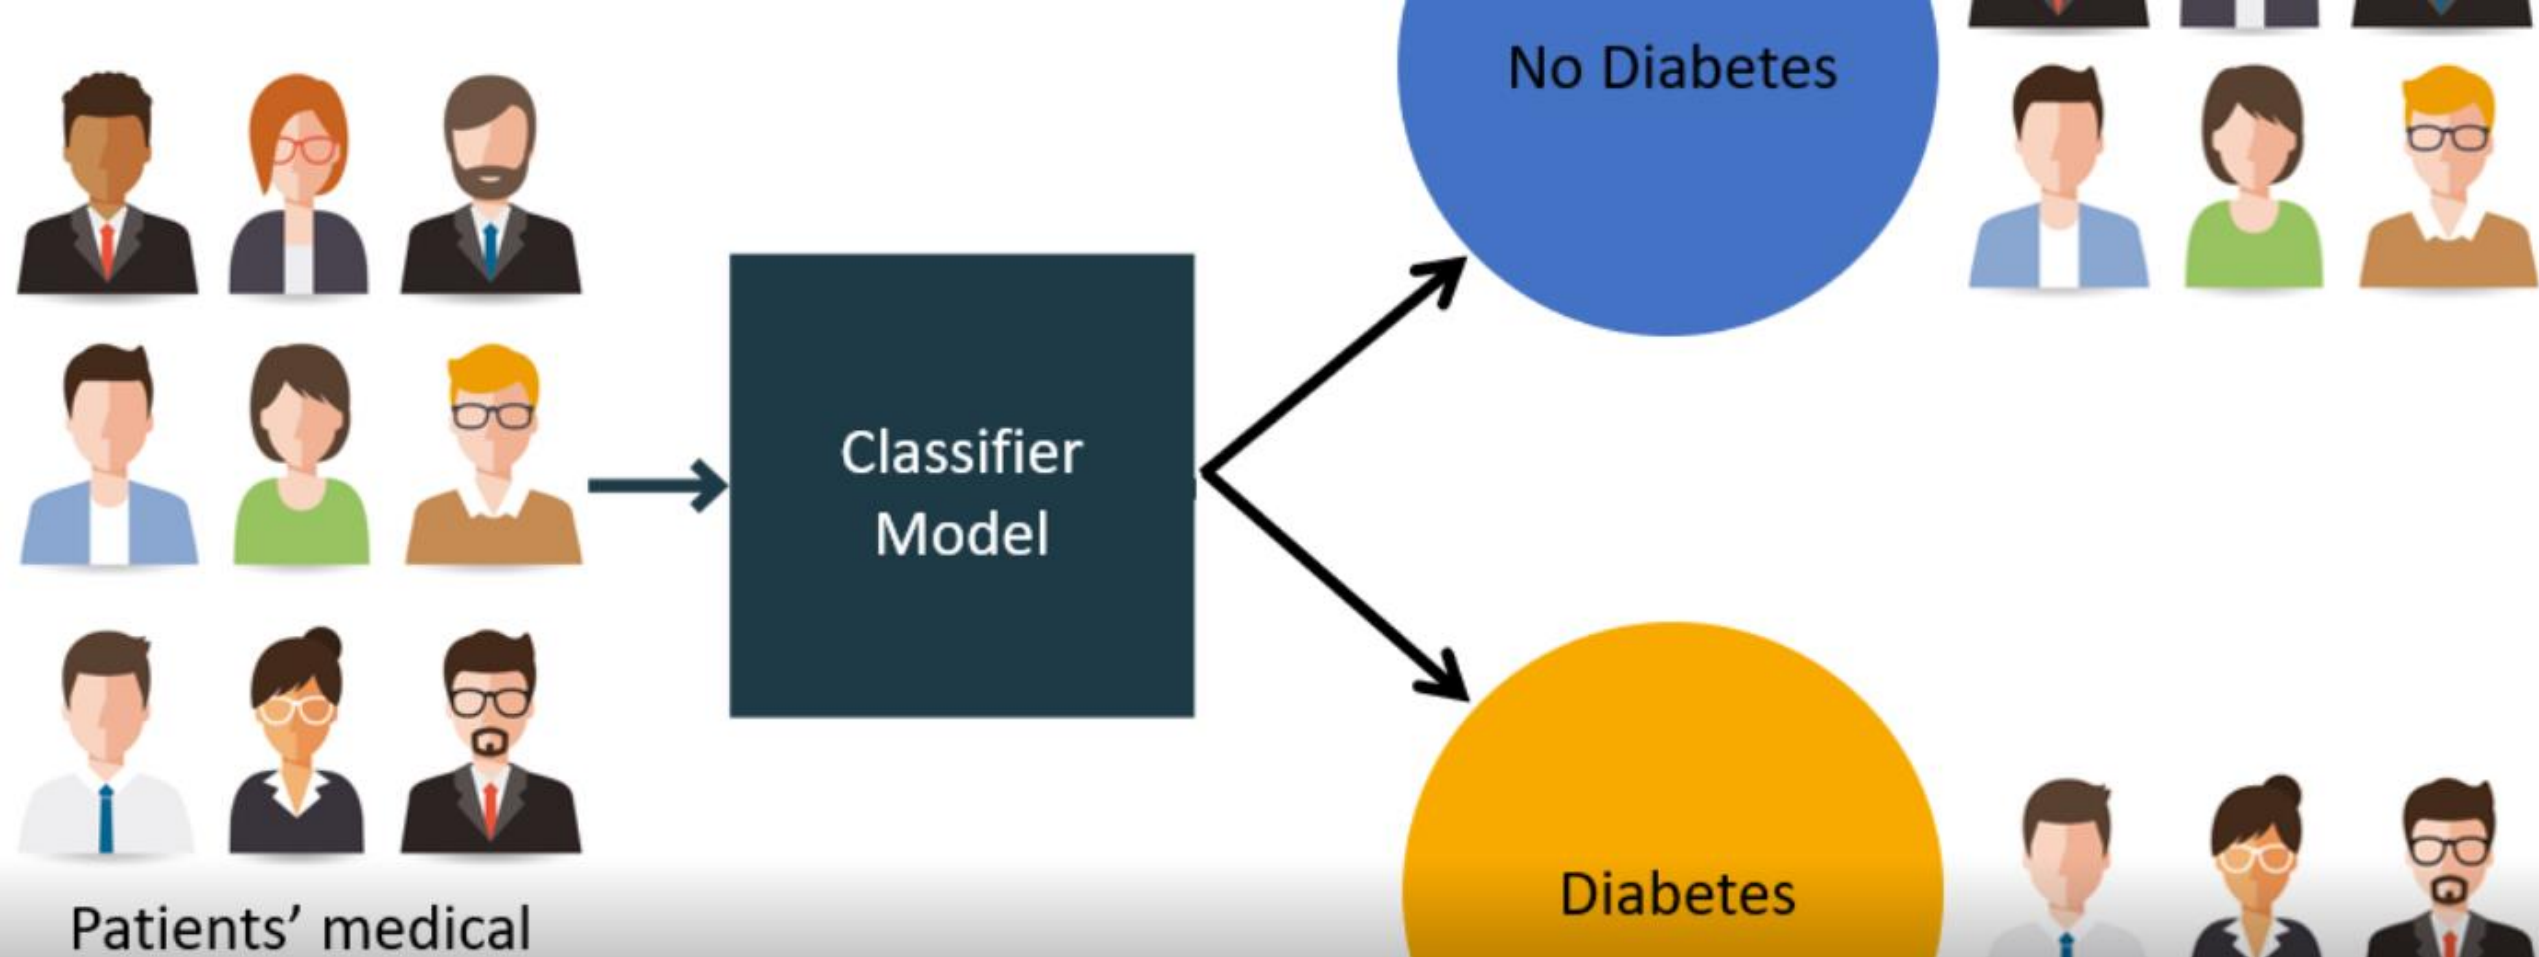 No Diabetes
Classifier
Model
Diabetes
Patients’ medical